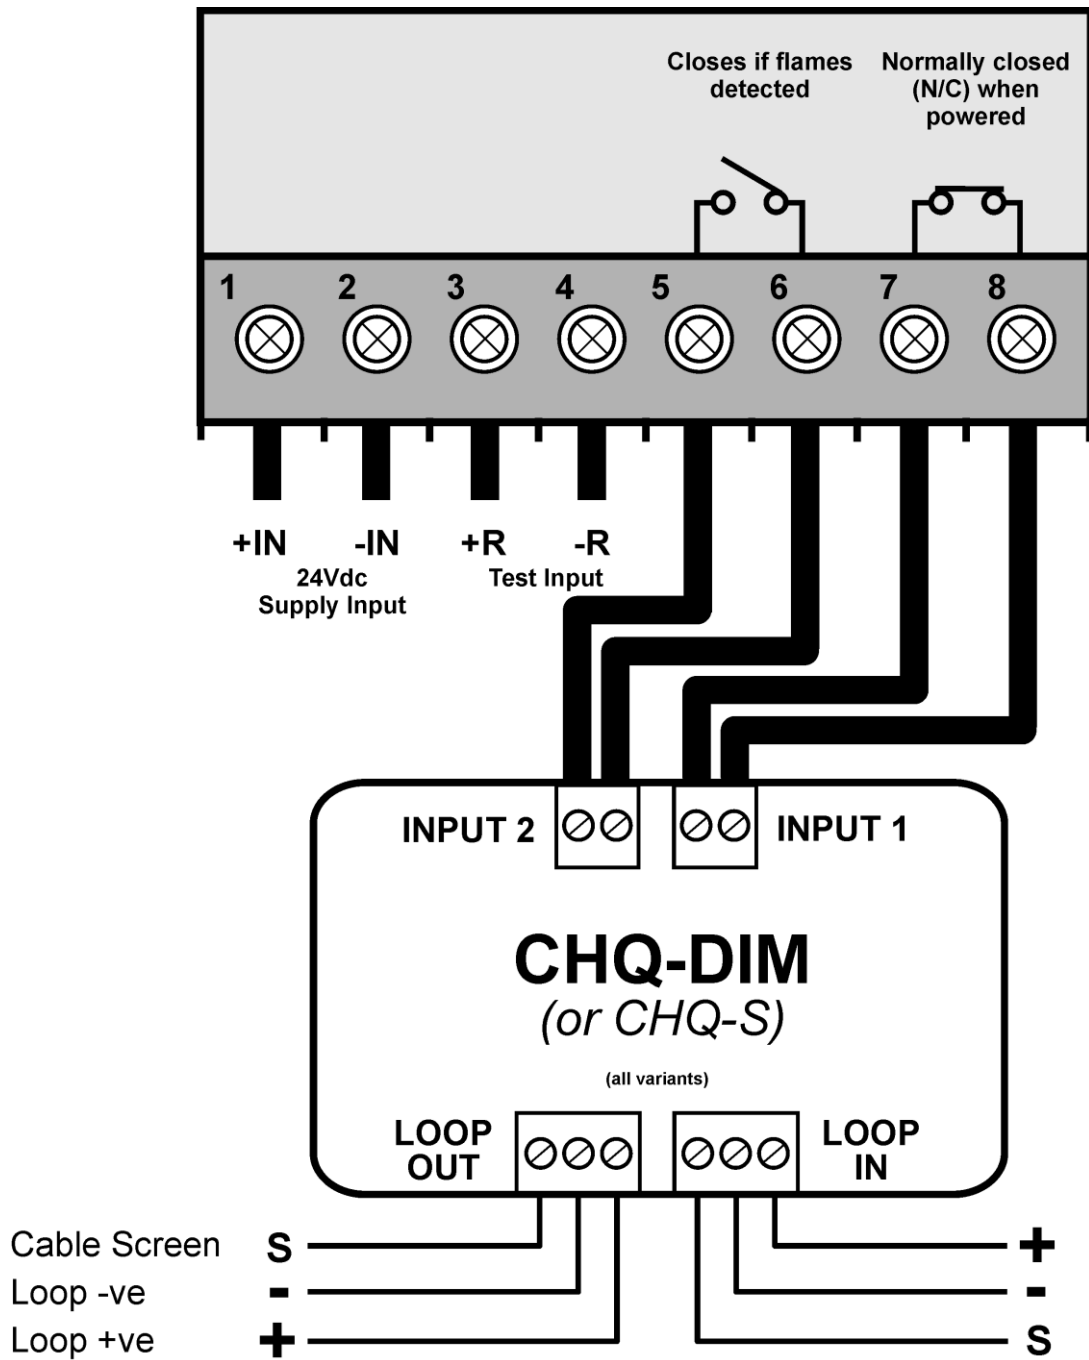 Closes if flames
detected
Normally closed
(N/C) when
powered
1 2 3 4 5 6 7 8
+IN -IN +R -R
24Vdc
Supply Input
Test Input
INPUT 2
INPUT 1
CHQ-DIM
(or CHQ-S)
(all variants)
LOOP
OUT
LOOP
IN
Cable Screen S
Loop -ve -
Loop +ve +
+
-
S